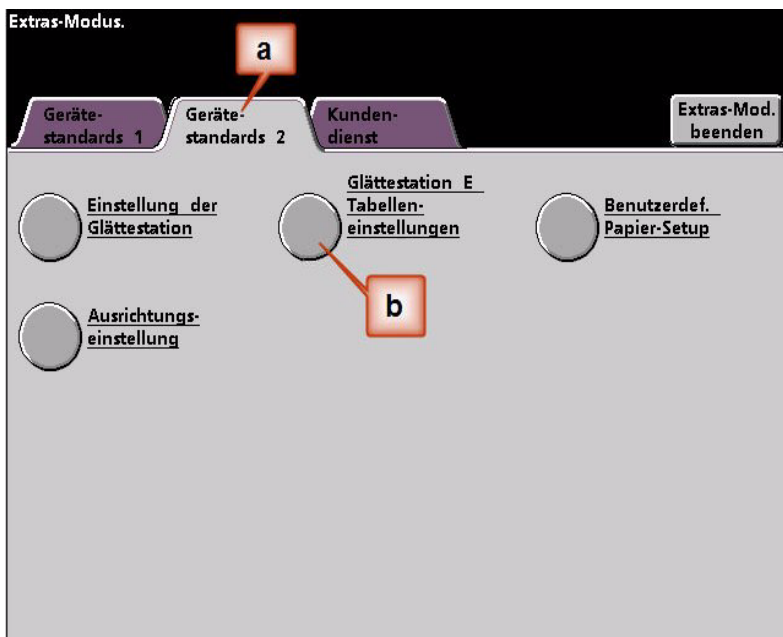 Extras-Modus.
a
Geräte-
standards 1
Geräte-
standards 2
Kunden-
dienst
Extras-Mod.
beenden
Einstellung der
Glättestation
Glättestation E
Tabellen-
einstellungen
Benutzerdef.
Papier-Setup
b
Ausrichtungs-
einstellung